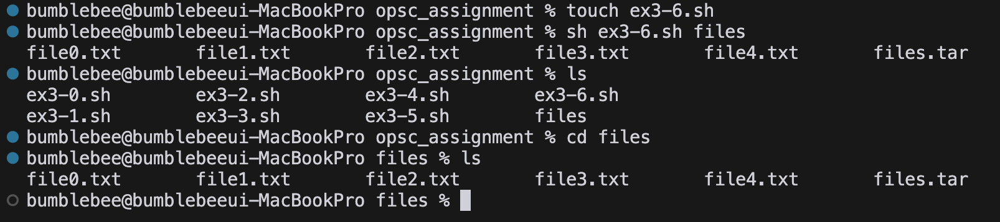 bumblebee@bumblebeeui-MacBookPro opsc_assignment % touch ex3-6.sh
bumblebee@bumblebeeui-MacBookPro opsc_assignment % sh ex3-6.sh files
file0.txt file1.txt file2.txt file3.txt file4.txt files.tar
bumblebee@bumblebeeui-MacBookPro opsc_assignment % ls
ex3-0.sh ex3-2.sh ex3-4.sh ex3-6.sh
ex3-1.sh ex3-3.sh ex3-5.sh files
bumblebee@bumblebeeui-MacBookPro opsc_assignment % cd files
bumblebee@bumblebeeui-MacBookPro files % ls
file0.txt file1.txt file2.txt file3.txt file4.txt files.tar
bumblebee@bumblebeeui-MacBookPro files %